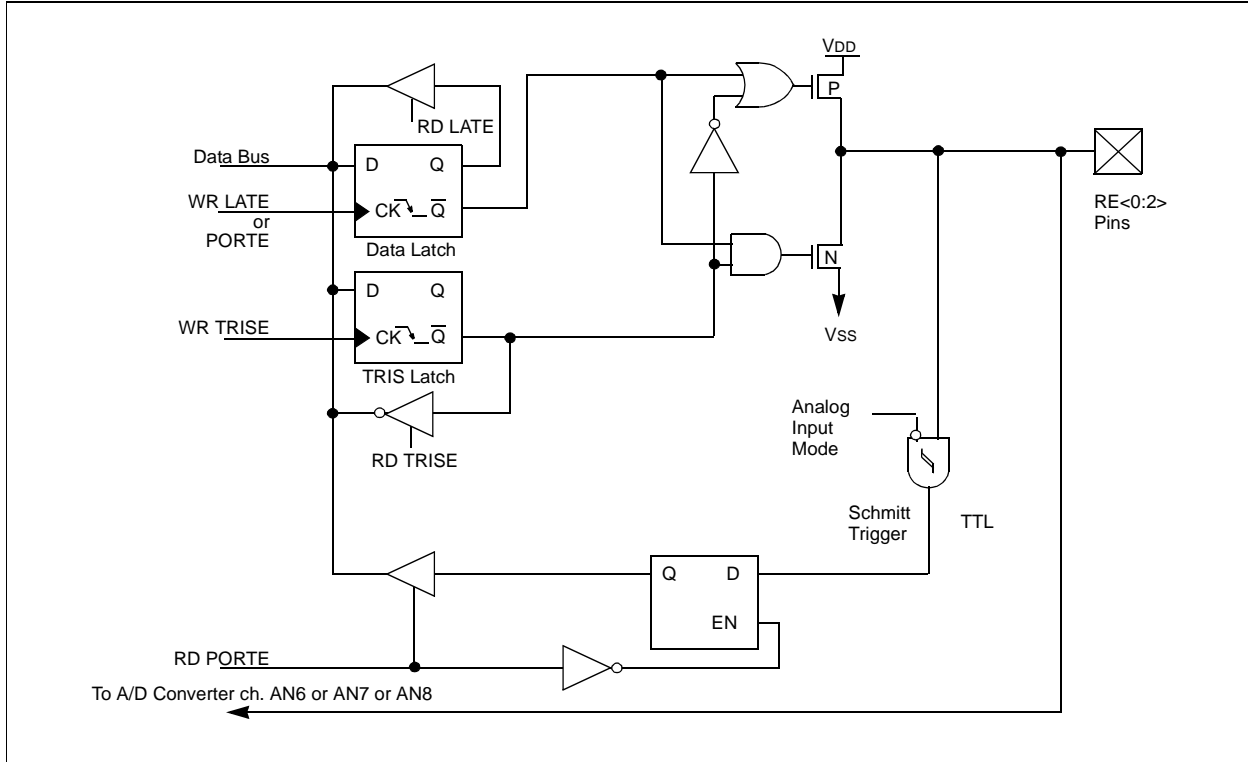 VDD
P
RD LATE
Data Bus
D Q
WR LATE
or
PORTE
CK Q
Data Latch
RE<0:2>
Pins
N
D Q
WR TRISE
CK Q
VSS
TRIS Latch
RD TRISE
Analog
Input
Mode
Schmitt
Trigger
TTL
Q D
EN
RD PORTE
To A/D Converter ch. AN6 or AN7 or AN8